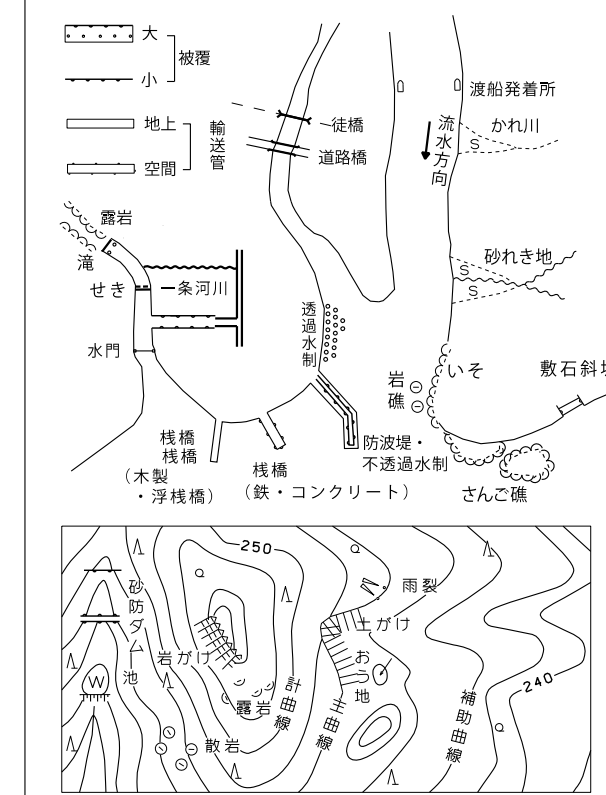 大
小
被覆
地上
空間
輸送管
徒橋
道路橋
渡船発着所
流水方向
かれ川
S
砂れき地
S
S
露岩
滝
せき
一条河川
水門
透過水制
岩礁
いそ
敷石斜
桟橋
桟橋
(木製
・浮桟橋)
桟橋
(鉄・コンクリート)
防波堤・
不透過水制
さんご礁
250
砂防ダム
雨裂
土がけ
岩がけ
池
W
おう地
露岩
計曲線
主曲線
補助曲線
240
散岩